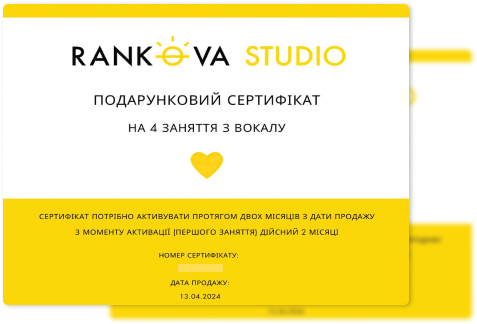 RANKOVA STUDIO
ПОДАРУНКОВИЙ СЕРТИФІКАТ
НА 4 ЗАНЯТТЯ З ВОКАЛУ
СЕРТИФІКАТ ПОТРІБНО АКТИВУВАТИ ПРОТЯГОМ ДВОХ МІСЯЦІВ З ДАТИ ПРОДАЖУ
З МОМЕНТУ АКТИВАЦІЇ (ПЕРШОГО ЗАНЯТТЯ) ДІЙСНИЙ 2 МІСЯЦІ
НОМЕР СЕРТИФІКАТУ:
ДАТА ПРОДАЖУ:
13.04.2024